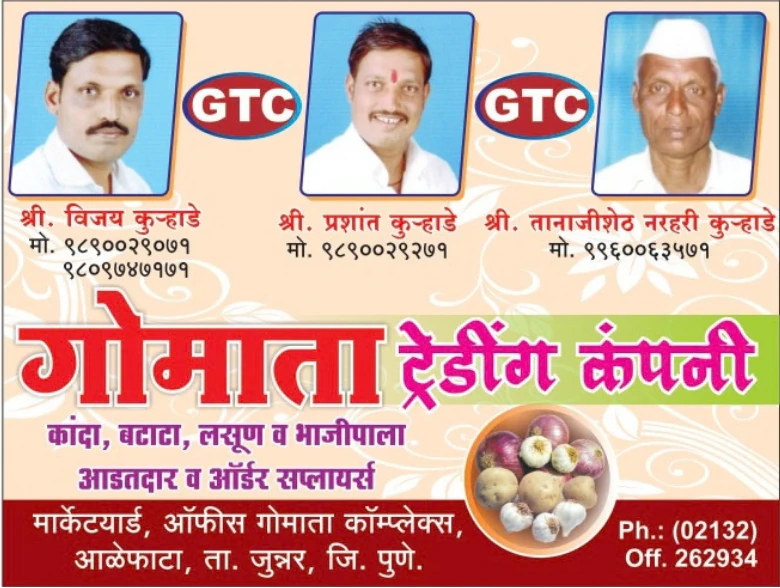 GTC
GTC
श्री. विजय कुऱ्हाडे
मो. ९८९००२९०७१
९८०९७४७१७१
श्री. प्रशांत कुऱ्हाडे
मो. ९८९००२९२७१
श्री. तानाजीशेठ नरहरी कुऱ्हाडे
मो. ९९६००६३५७१
गोमाता ट्रेडींग कंपनी
कांदा, बटाटा, लसूण व भाजीपाला
आडतदार व ऑर्डर सप्लायर्स
मार्केटयार्ड, ऑफीस गोमाता कॉम्प्लेक्स,
आळेफाटा, ता. जुन्नर, जि. पुणे.
Ph.: (02132)
Off. 262934